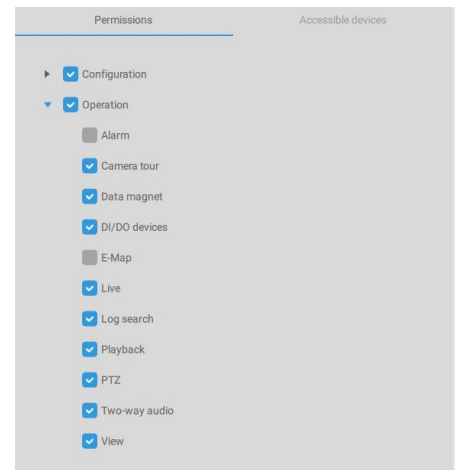 Permissions Accessible devices
Configuration
Operation
Alarm
Camera tour
Data magnet
DI/DO devices
E-Map
Live
Log search
Playback
PTZ
Two-way audio
View